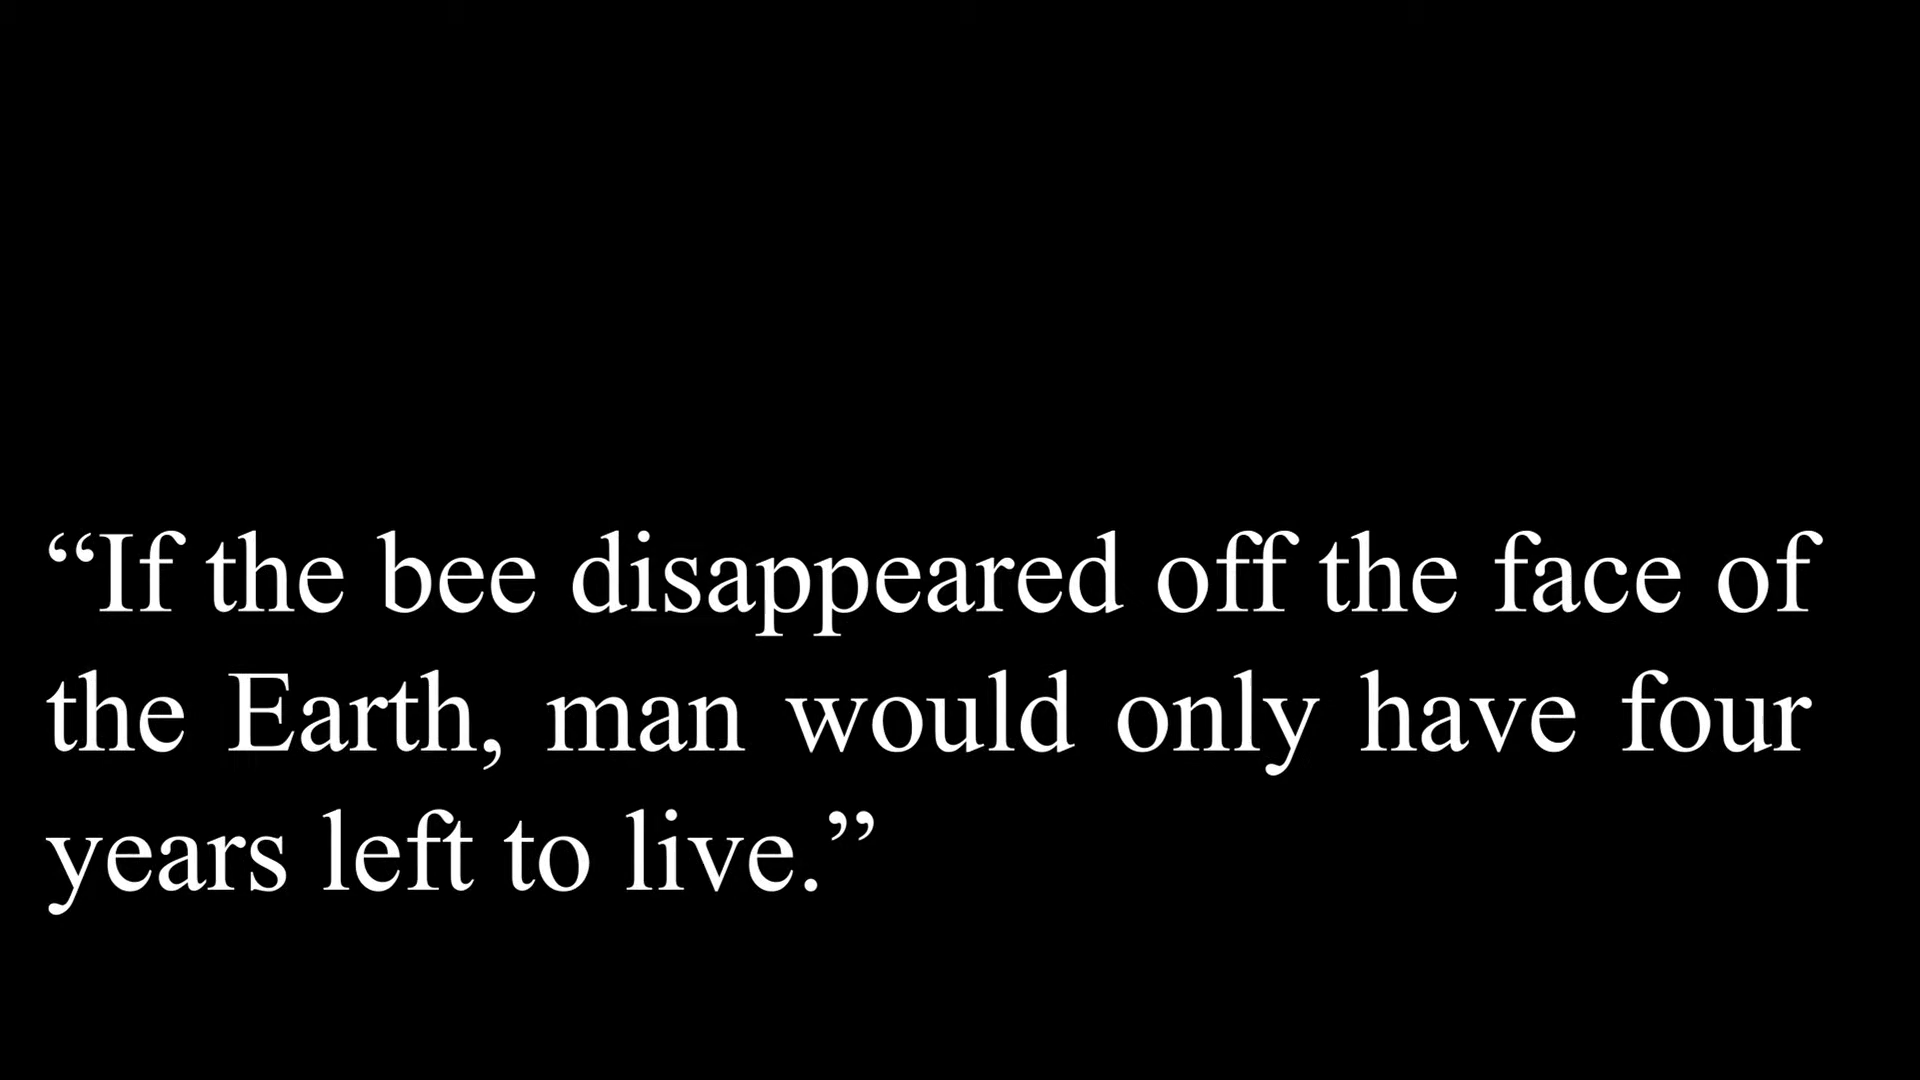 “If the bee disappeared off the face of
the Earth, man would only have four
years left to live.”